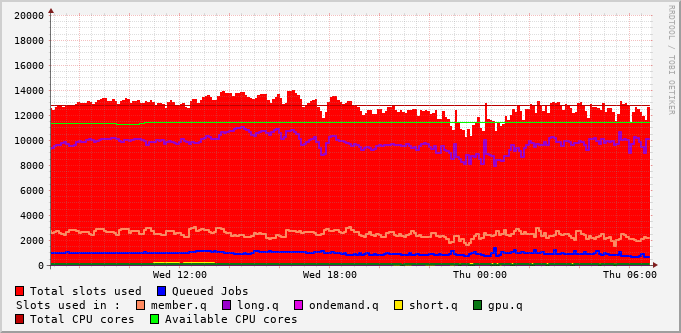 RRDTOOL / TOBI OETIKER
20000
18000
16000
14000
12000
10000
8000
6000
4000
2000
0
Wed 12:00 Wed 18:00 Thu 00:00 Thu 06:00
Total slots used Queued Jobs
Slots used in : member.q long.q ondemand.q short.q gpu.q
Total CPU cores Available CPU cores